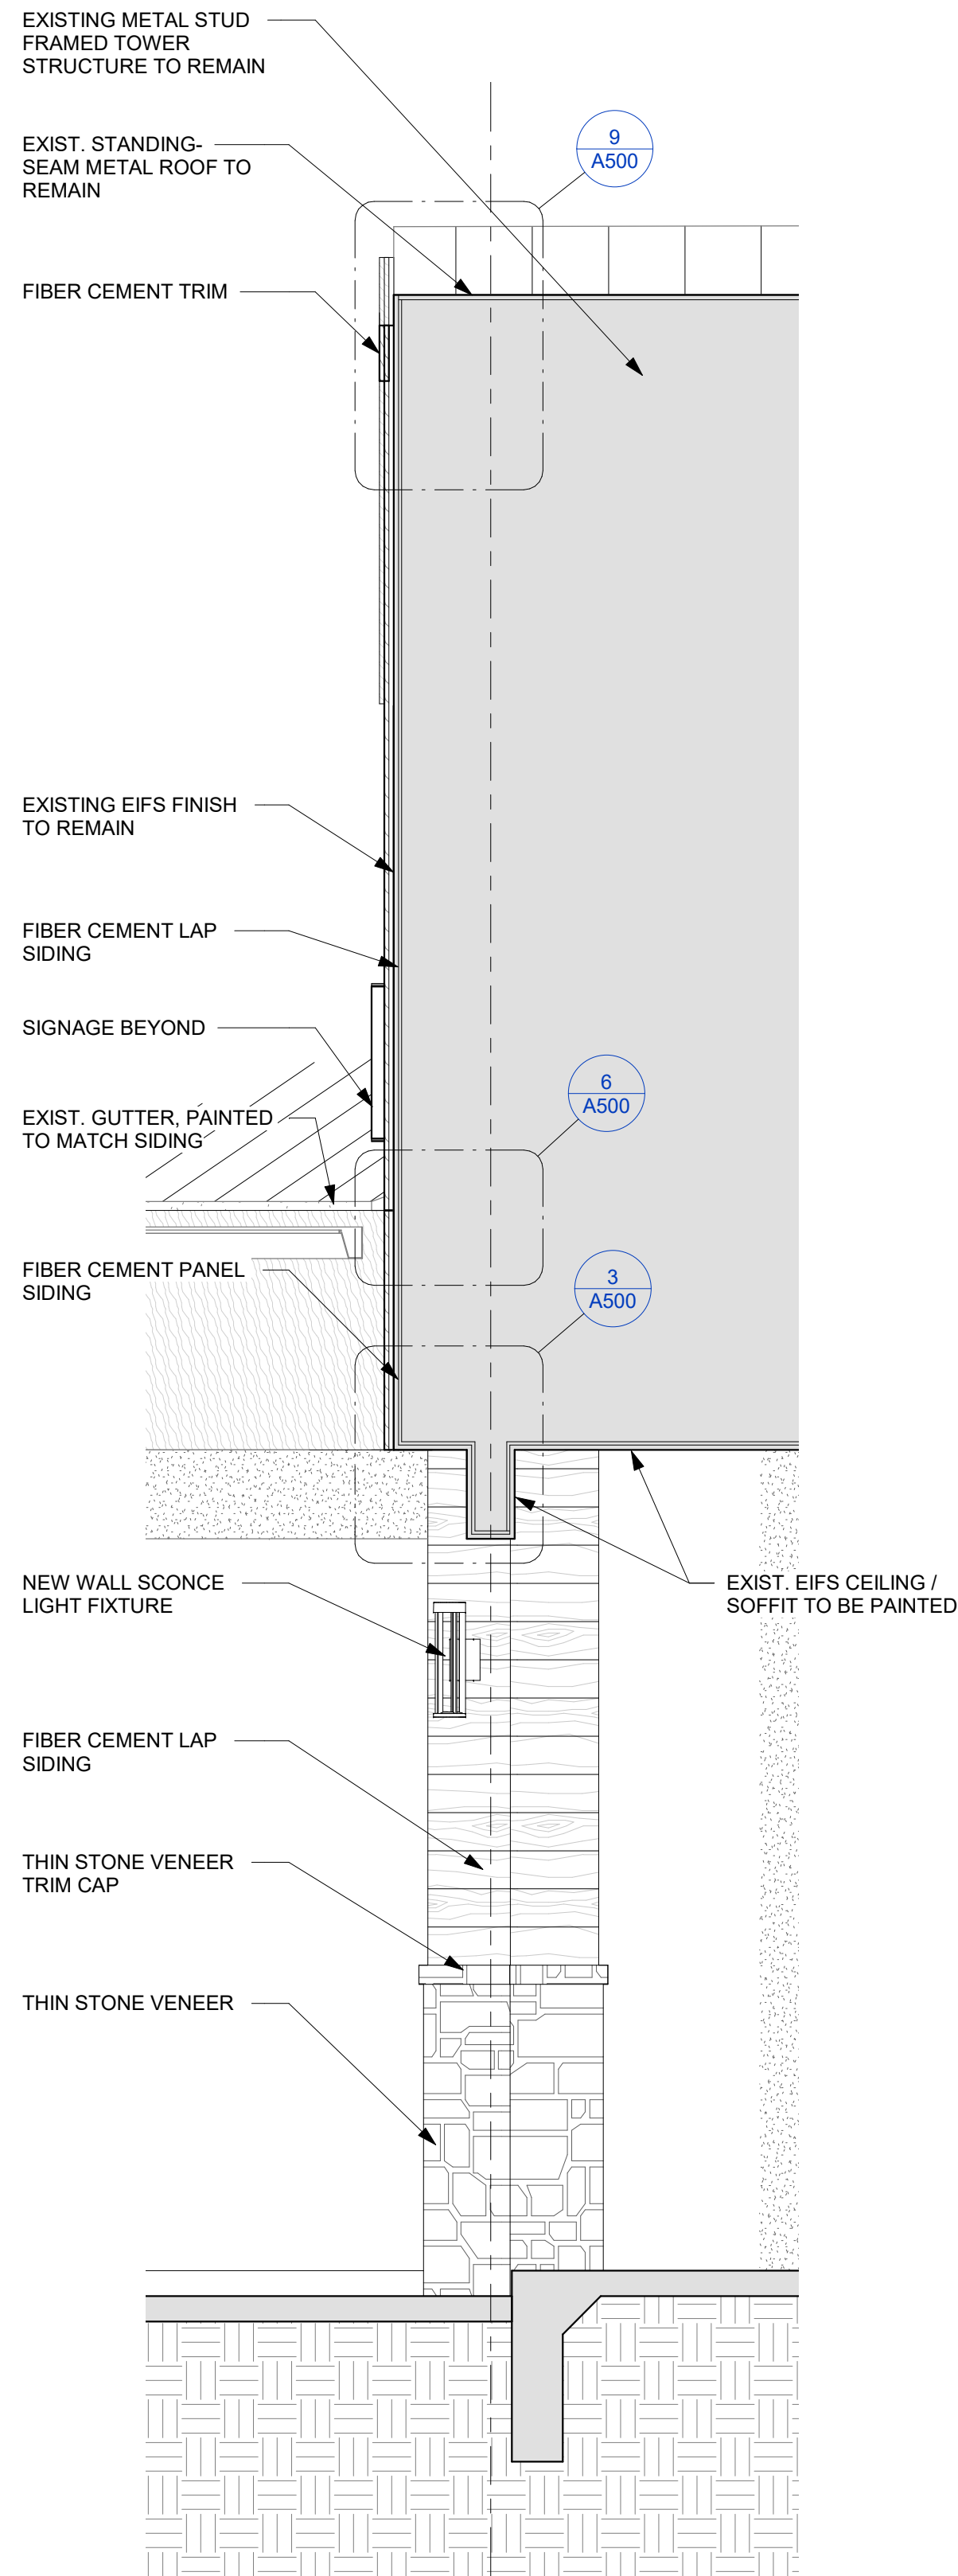 EXISTING METAL STUD
FRAMED TOWER
STRUCTURE TO REMAIN
9
A500
EXIST. STANDING-
SEAM METAL ROOF TO
REMAIN
FIBER CEMENT TRIM
EXISTING EIFS FINISH
TO REMAIN
FIBER CEMENT LAP
SIDING
SIGNAGE BEYOND
6
A500
EXIST. GUTTER, PAINTED
TO MATCH SIDING
FIBER CEMENT PANEL
SIDING
3
A500
NEW WALL SCONCE
LIGHT FIXTURE
EXIST. EIFS CEILING /
SOFFIT TO BE PAINTED
FIBER CEMENT LAP
SIDING
THIN STONE VENEER
TRIM CAP
THIN STONE VENEER